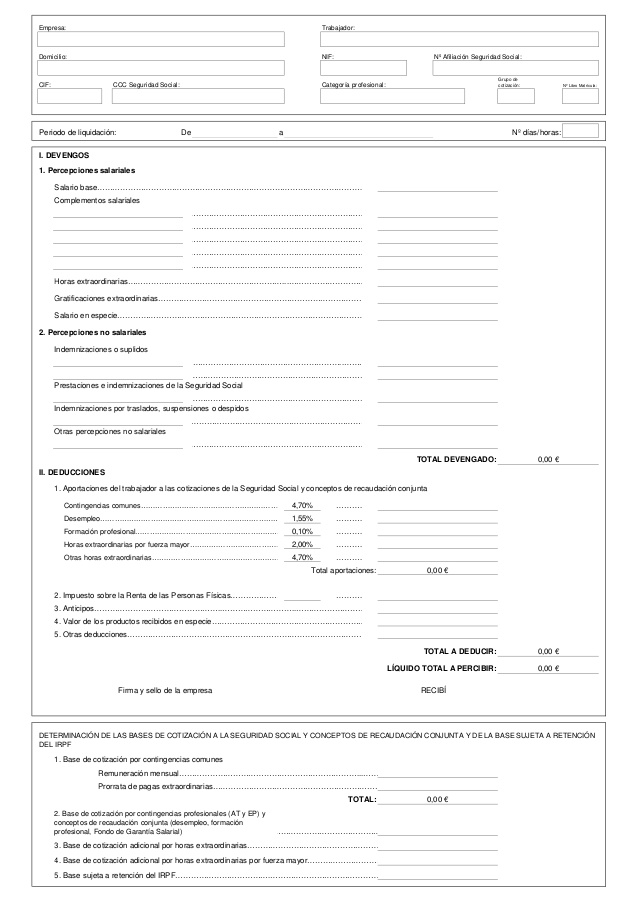 Empresa: Trabajador:
Domicilio: NIF: Nº Afiliación Seguridad Social:
CIF: CCC Seguridad Social: Categoría profesional: Grupo de cotización: Nº Libro Matrícula:
Periodo de liquidación: De a Nº días/horas:
I. DEVENGOS
1. Percepciones salariales
Salario base
Complementos salariales
Horas extraordinarias
Gratificaciones extraordinarias
Salario en especie
2. Percepciones no salariales
Indemnizaciones o suplidos
Prestaciones e indemnizaciones de la Seguridad Social
Indemnizaciones por traslados, suspensiones o despidos
Otras percepciones no salariales
TOTAL DEVENGADO: 0,00 €
II. DEDUCCIONES
1. Aportaciones del trabajador a las cotizaciones de la Seguridad Social y conceptos de recaudación conjunta
Contingencias comunes 4,70%
Desempleo 1,55%
Formación profesional 0,10%
Horas extraordinarias por fuerza mayor 2,00%
Otras horas extraordinarias 4,70%
Total aportaciones: 0,00 €
2. Impuesto sobre la Renta de las Personas Físicas
3. Anticipos
4. Valor de los productos recibidos en especie
5. Otras deducciones
TOTAL A DEDUCIR: 0,00 €
LÍQUIDO TOTAL A PERCIBIR: 0,00 €
Firma y sello de la empresa RECIBÍ
DETERMINACIÓN DE LAS BASES DE COTIZACIÓN A LA SEGURIDAD SOCIAL Y CONCEPTOS DE RECAUDACIÓN CONJUNTA Y DE LA BASE SUJETA A RETENCIÓN
DEL IRPF
1. Base de cotización por contingencias comunes
Remuneración mensual
Prorrata de pagas extraordinarias
TOTAL: 0,00 €
2. Base de cotización por contingencias profesionales (AT y EP) y
conceptos de recaudación conjunta (desempleo, formación
profesional, Fondo de Garantía Salarial)
3. Base de cotización adicional por horas extraordinarias
4. Base de cotización adicional por horas extraordinarias por fuerza mayor
5. Base sujeta a retención del IRPF